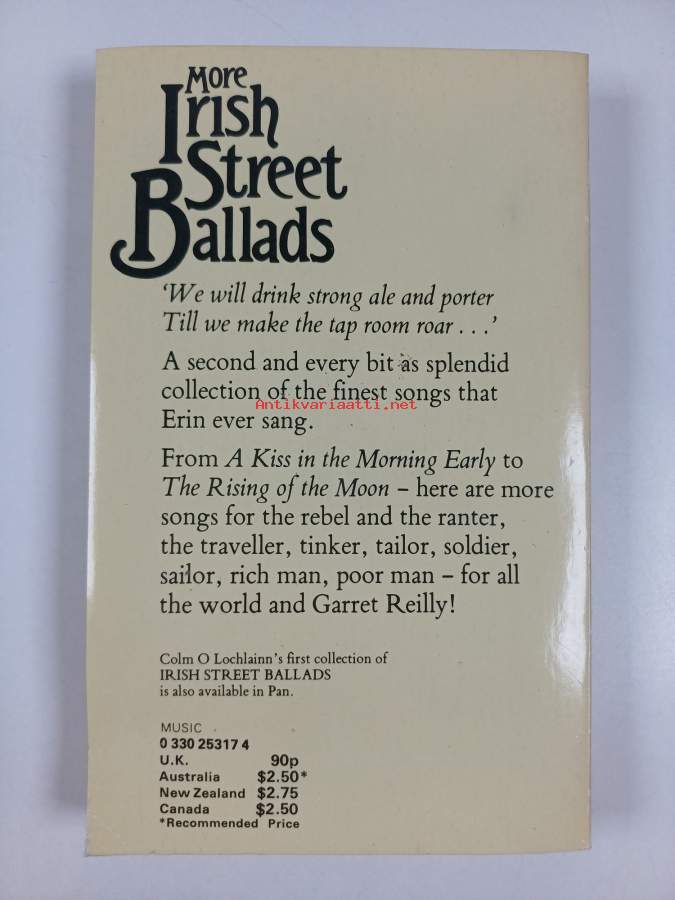 More
Irish
Street
Ballads
‘We will drink strong ale and porter
Till we make the tap room roar . . .’
A second and every bit as splendid
collection of the finest songs that
Antikvariaatti.net
Erin ever sang.
From A Kiss in the Morning Early to
The Rising of the Moon – here are more
songs for the rebel and the ranter,
the traveller, tinker, tailor, soldier,
sailor, rich man, poor man – for all
the world and Garret Reilly!
Colm O Lochlainn’s first collection of
IRISH STREET BALLADS
is also available in Pan.
MUSIC
0 330 25317 4
U.K. 90p
Australia $2.50*
New Zealand $2.75
Canada $2.50
*Recommended Price